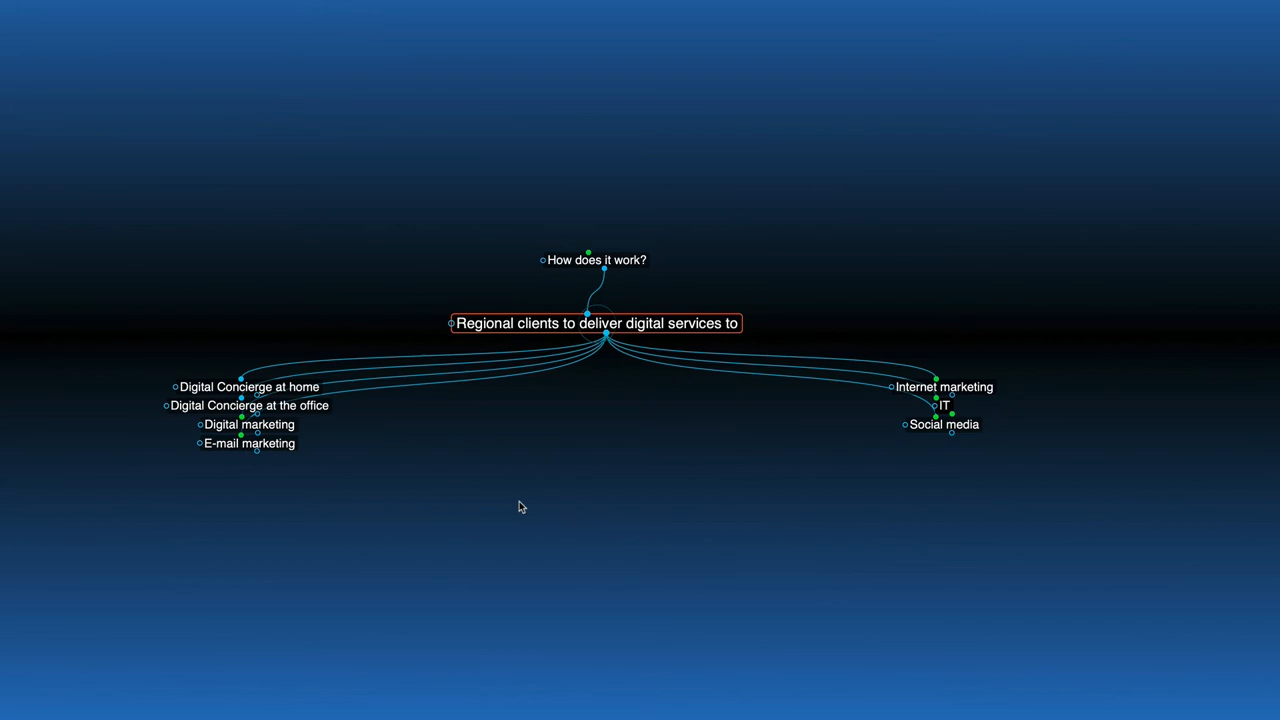 How does it work?
Regional clients to deliver digital services to
Digital Concierge at home
Digital Concierge at the office
Digital marketing
E-mail marketing
Internet marketing
IT
Social media